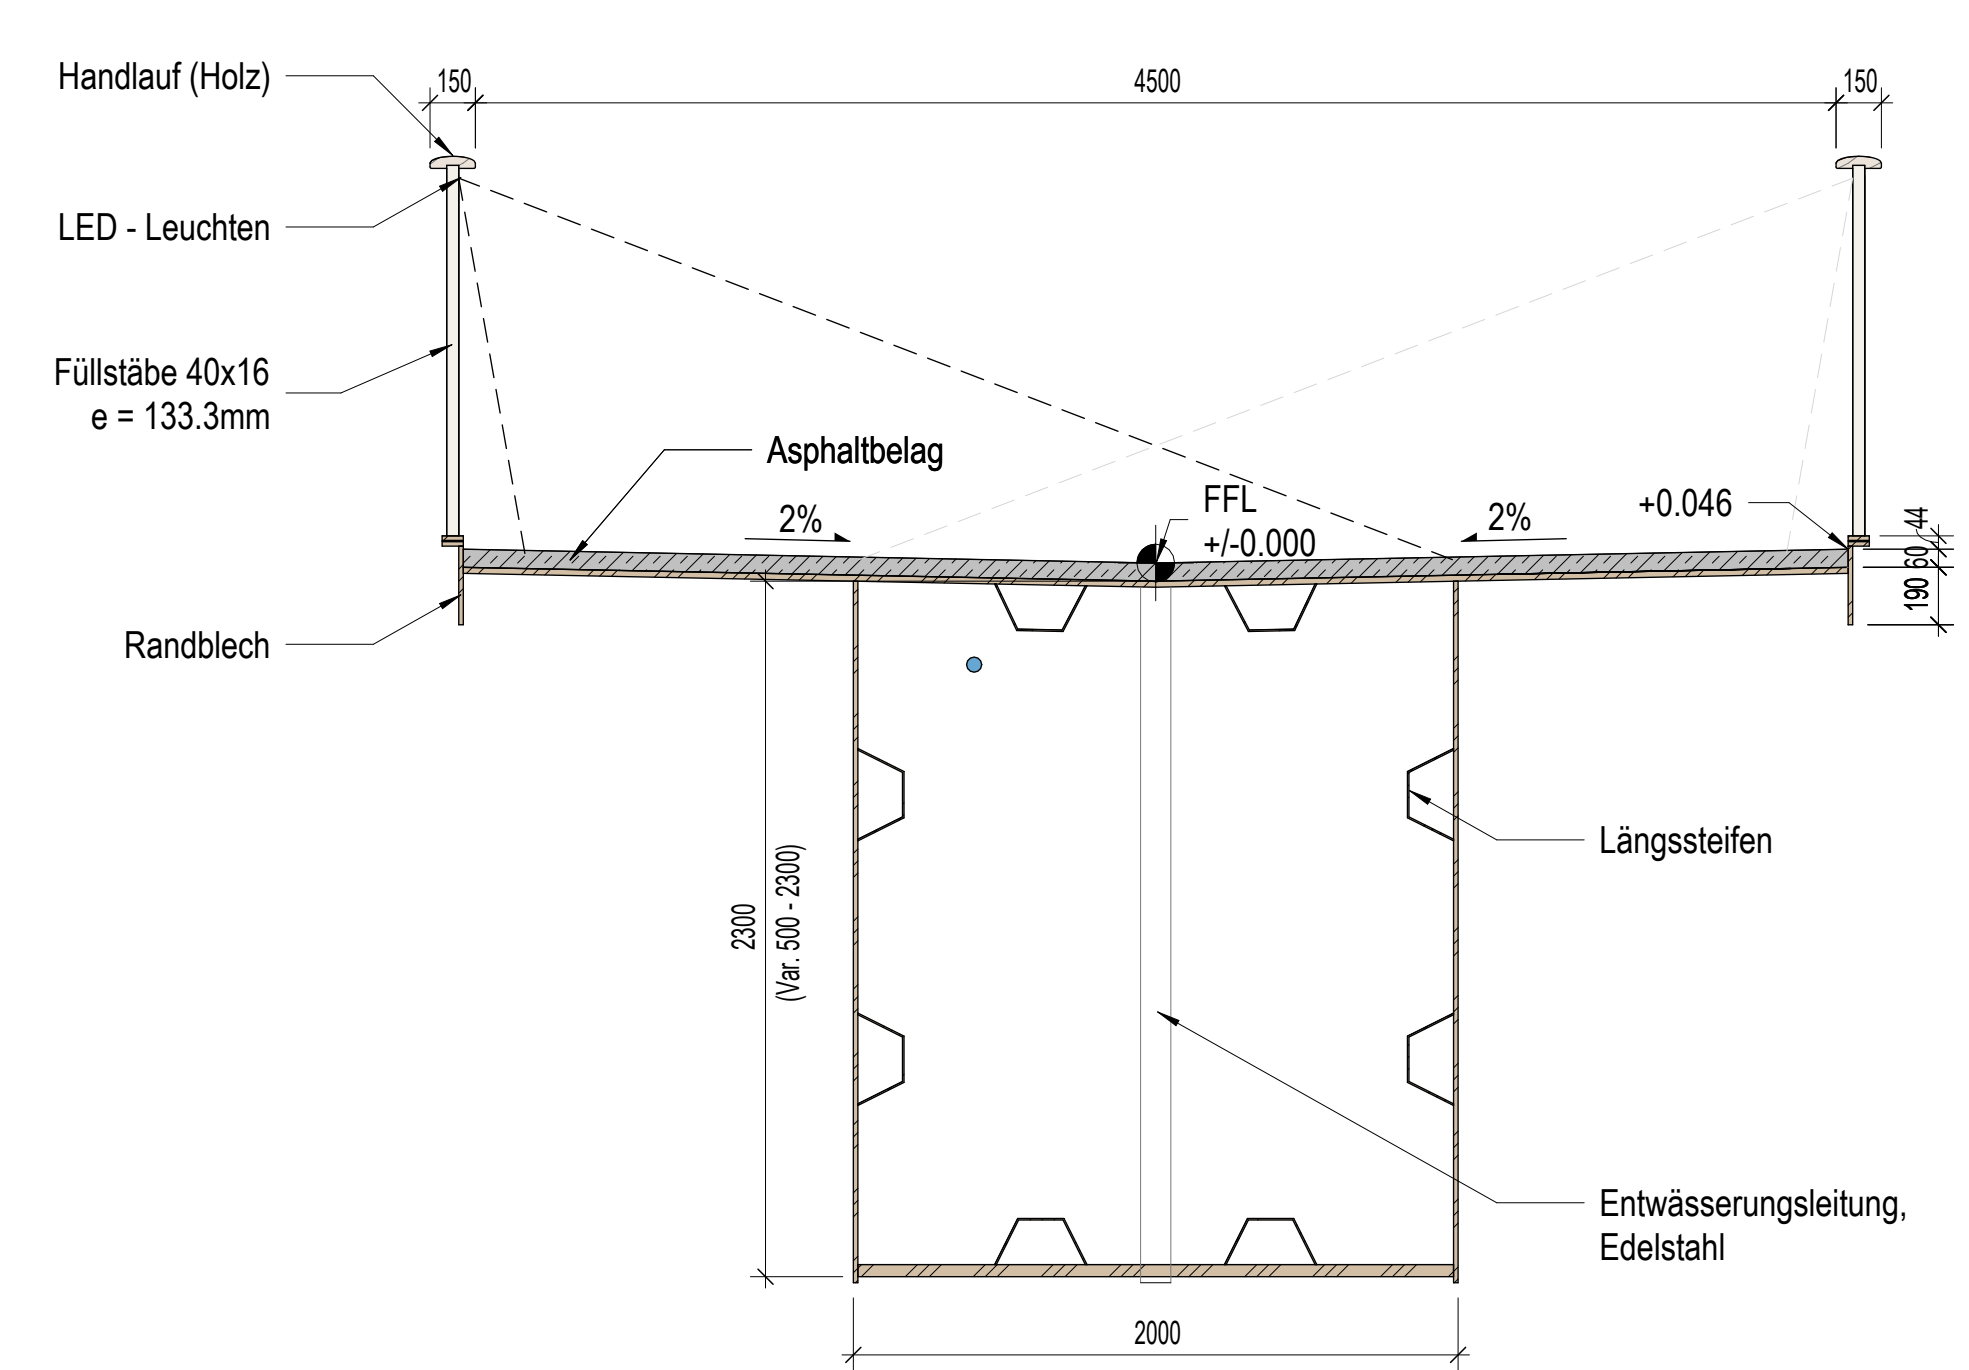 150
4500
150
Handlauf (Holz)
LED - Leuchten
Füllstäbe 40x16
e = 133.3mm
Asphaltbelag
2%
FFL
+/-0.000
2%
+0.046
44
60
190
Randblech
2300
(Var. 500 - 2300)
Längssteifen
Entwässerungsleitung,
Edelstahl
2000